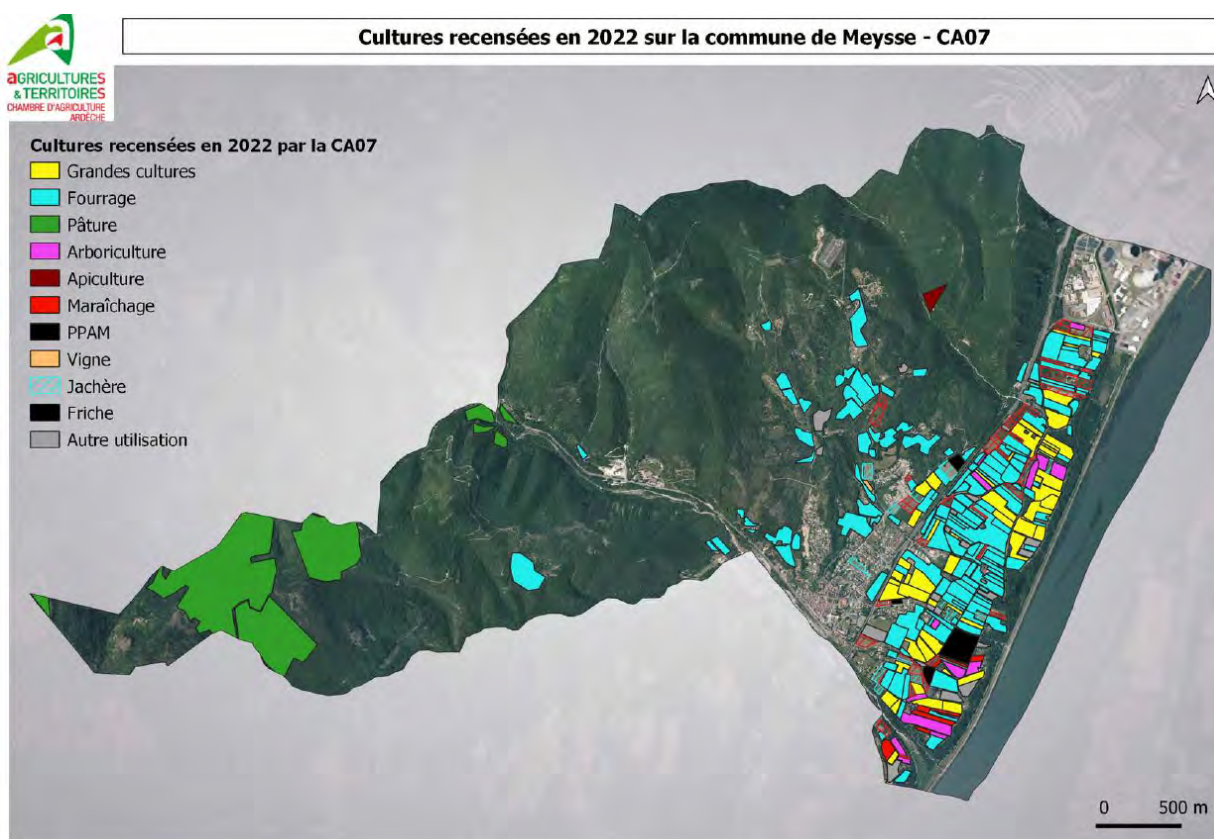 aGRICULTURES
& TERRITOIRES
CHAMBRE D'AGRICULTURE
ARDÈCHE
Cultures recensées en 2022 sur la commune de Meysse - CA07
Cultures recensées en 2022 par la CA07
Grandes cultures
Fourrage
Pâture
Arboriculture
Apiculture
Maraîchage
PPAM
Vigne
Jachère
Friche
Autre utilisation
0 500 m